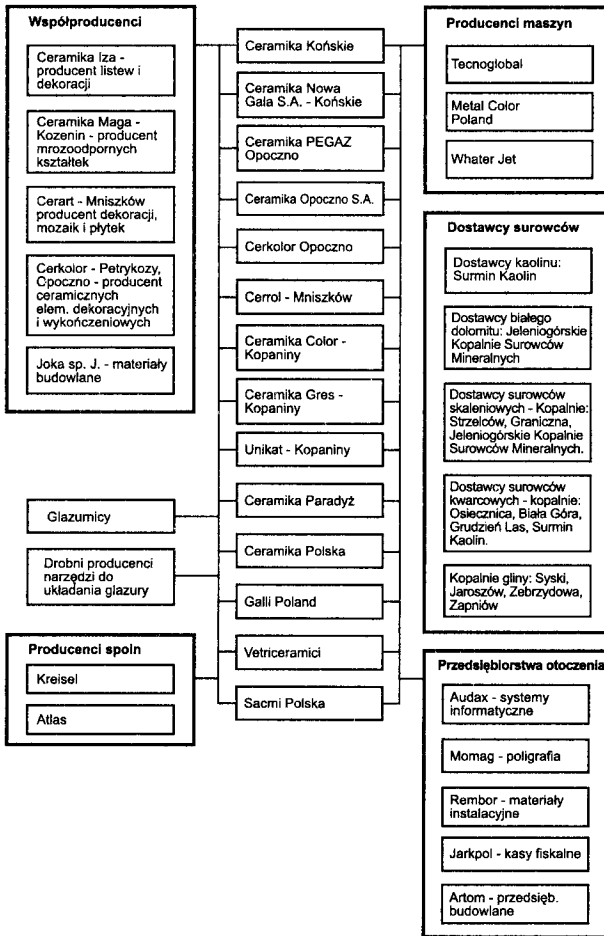 Współproducenci
Ceramika Iza -
producent listew i
dekoracji
Ceramika Maga -
Kozenin - producent
mrozoodpornych
kształtek
Cerart - Mniszków
producent dekoracji,
mozaik i płytek
Cerkolor - Petrykozy,
Opoczno - producent
ceramicznych
elem. dekoracyjnych
i wykończeniowych
Joka sp. J. - materiały
budowlane
Glazurnicy
Drobni producenci
narzędzi do
układania glazury
Producenci spoin
Kreisel
Atlas
Ceramika Końskie
Ceramika Nowa
Gala S.A. - Końskie
Ceramika PEGAZ
Opoczno
Ceramika Opoczno S.A.
Cerkolor Opoczno
Cerrol - Mniszków
Ceramika Color -
Kopaniny
Ceramika Gres -
Kopaniny
Unikat - Kopaniny
Ceramika Paradyż
Ceramika Polska
Galli Poland
Vetriceramici
Sacmi Polska
Producenci maszyn
Tecnoglobal
Metal Color
Poland
Whater Jet
Dostawcy surowców
Dostawcy kaolinu:
Surmin Kaolin
Dostawcy białego
dolomitu: Jeleniogórskie
Kopalnie Surowców
Mineralnych
Dostawcy surowców
skaleniowych - Kopalnie:
Strzelców, Graniczna,
Jeleniogórskie Kopalnie
Surowców Mineralnych.
Dostawcy surowców
kwarcowych - kopalnie:
Osiecznica, Biała Góra,
Grudzień Las, Surmin
Kaolin.
Kopalnie gliny: Syski,
Jaroszów, Zebrzydowa,
Zapniów
Przedsiębiorstwa otoczenia
Audax - systemy
informatyczne
Momag - poligrafia
Rembor - materiały
instalacyjne
Jarkpol - kasy fiskalne
Artom - przedsięb.
budowlane